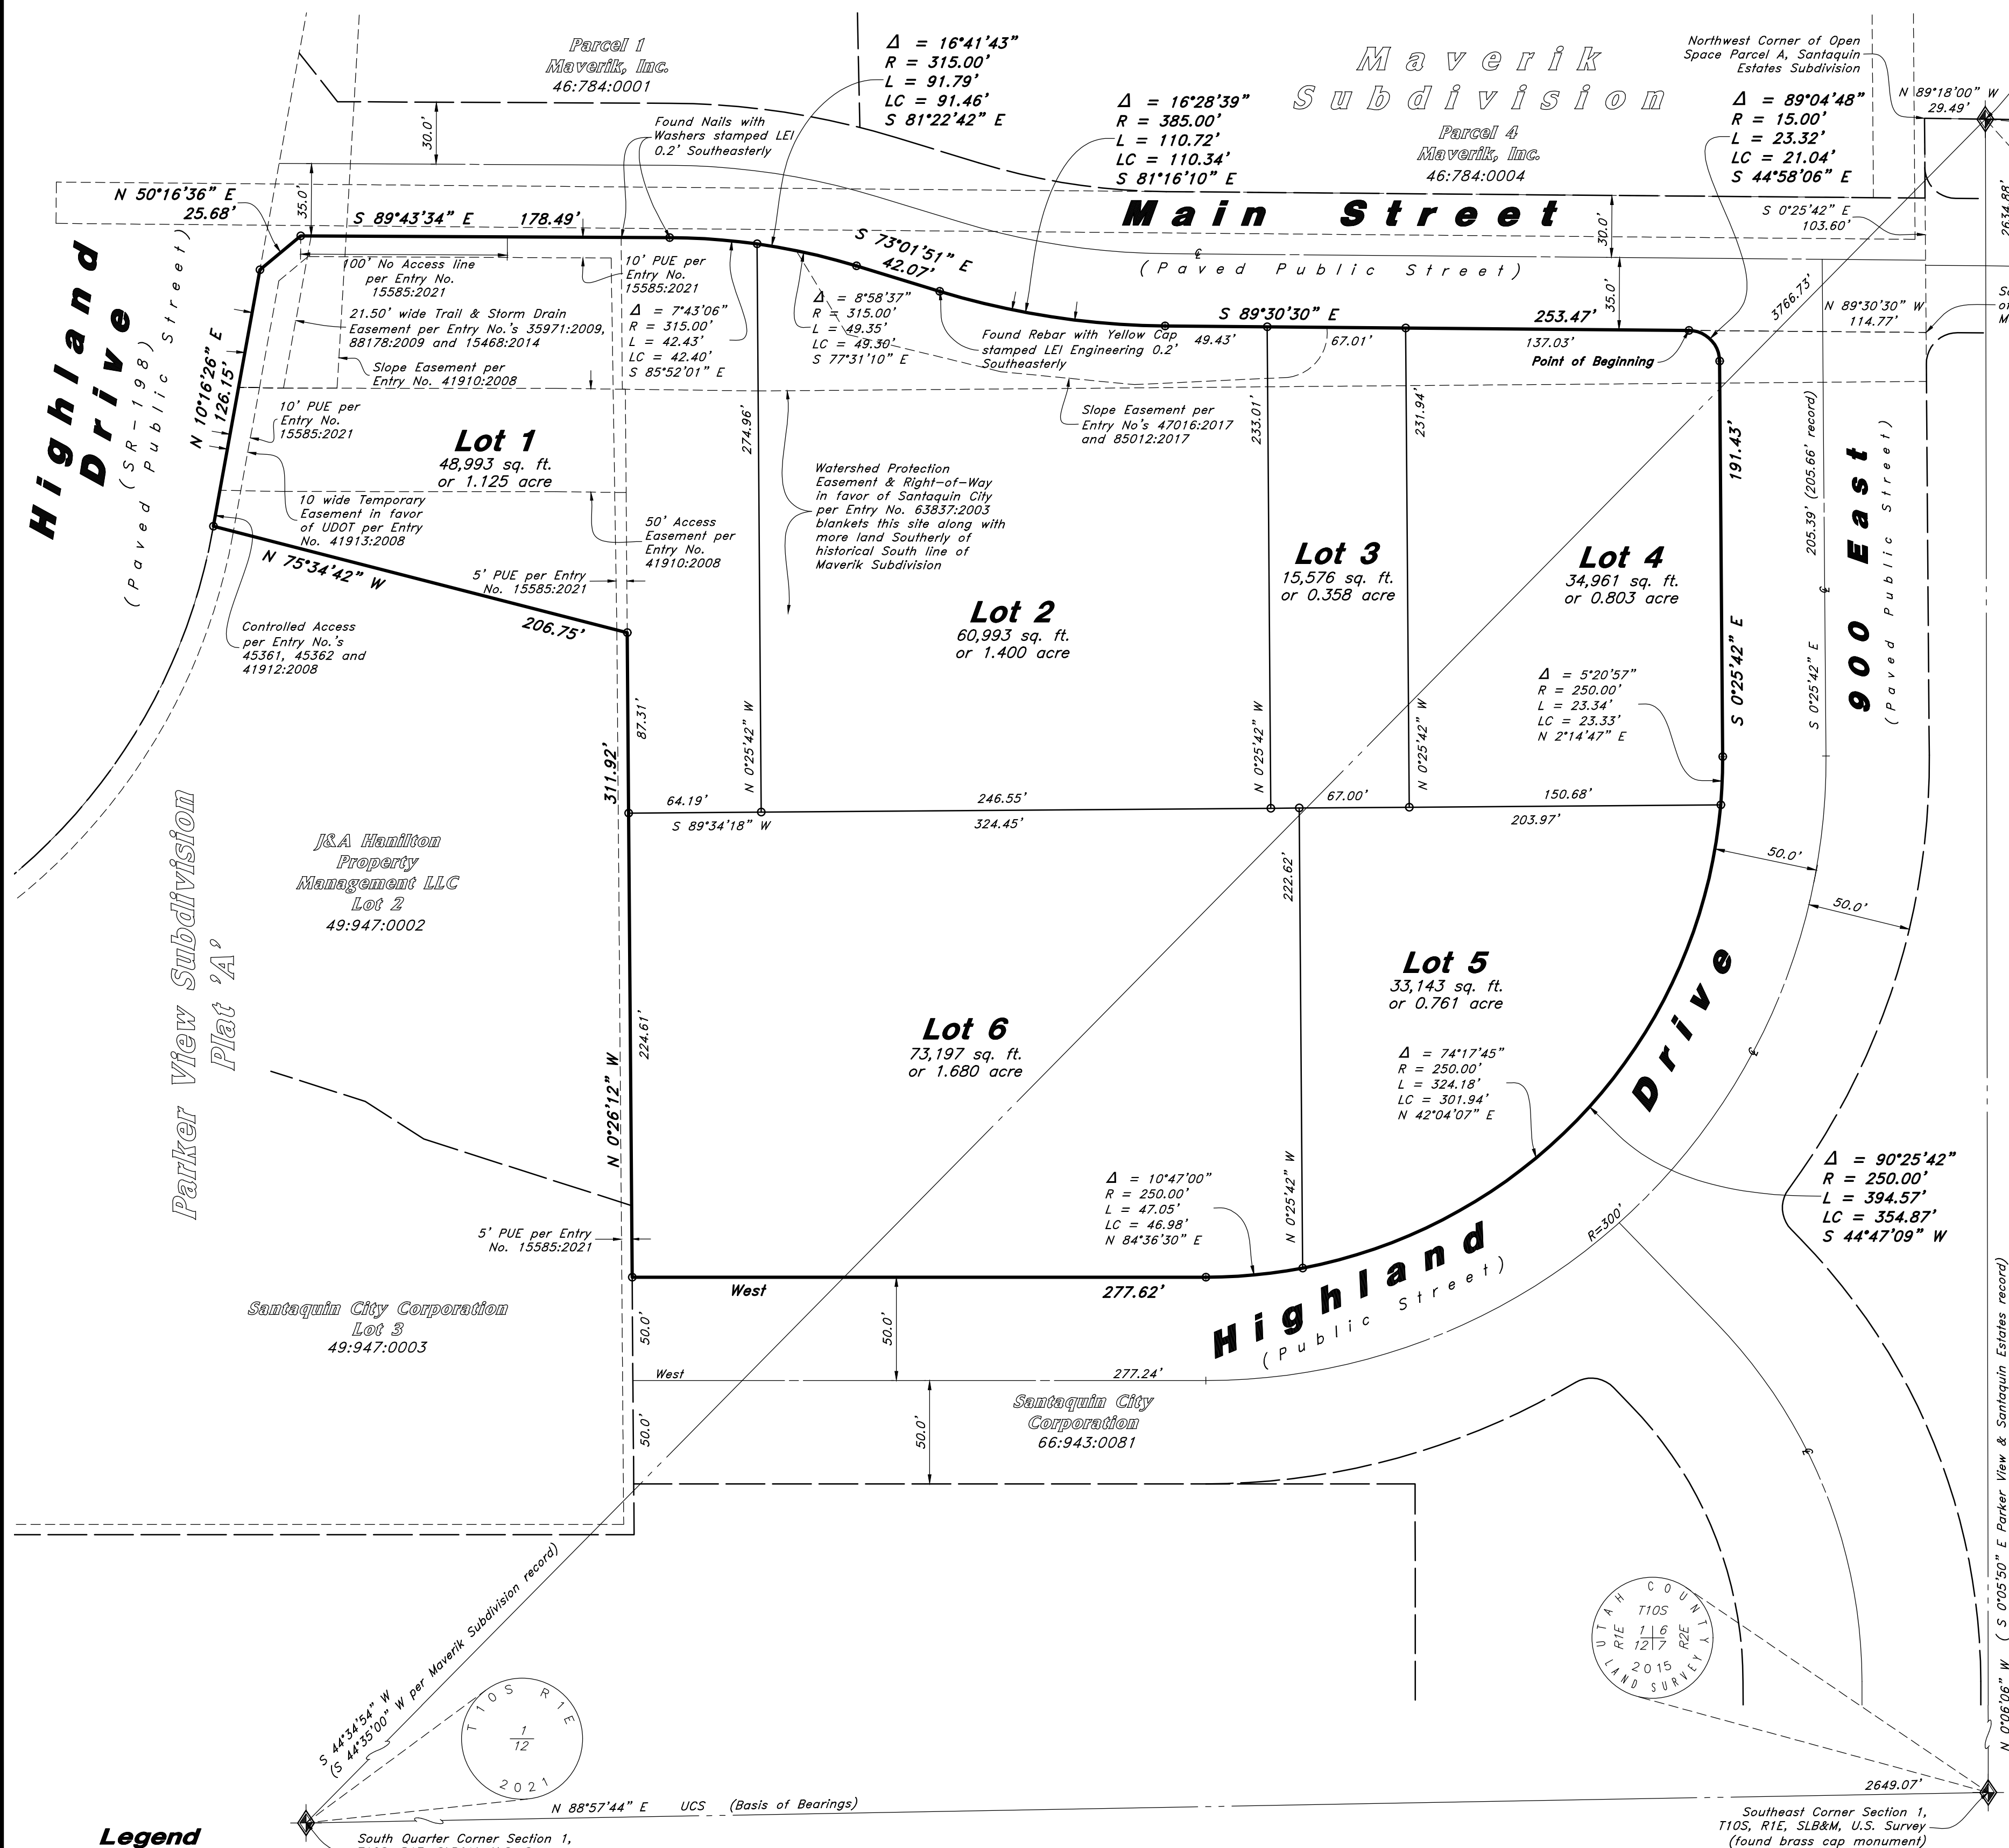 Parcel 1
Maverik, Inc.
46:784:0001
Δ = 16°41'43"
R = 315.00'
L = 91.79'
LC = 91.46'
S 81°22'42" E
Maverik
Subdivision
Parcel 4
Maverik, Inc.
46:784:0004
Δ = 16°28'39"
R = 385.00'
L = 110.72'
LC = 110.34'
S 81°16'10" E
Northwest Corner of Open
Space Parcel A, Santaquin
Estates Subdivision
N 89°18'00" W
29.49'
Δ = 89°04'48"
R = 15.00'
L = 23.32'
LC = 21.04'
S 44°58'06" E
2634.88'
30.0'
Found Nails with
Washers stamped LEI
0.2' Southeasterly
N 50°16'36" E
25.68'
35.0'
S 89°43'34" E 178.49'
Main Street
(Paved Public Street)
℄
30.0'
35.0'
S 0°25'42" E
103.60'
3766.73'
N 89°30'30" W
114.77'
Highland
Drive
(SR-198)
(Paved Public Street)
N 10°16'26" E
126.15'
100' No Access line
per Entry No.
15585:2021
21.50' wide Trail & Storm Drain
Easement per Entry No.'s 35971:2009,
88178:2009 and 15468:2014
Slope Easement per
Entry No. 41910:2008
10' PUE per
Entry No.
15585:2021
10' PUE per
Entry No.
15585:2021
Δ = 7°43'06"
R = 315.00'
L = 42.43'
LC = 42.40'
S 85°52'01" E
Δ = 8°58'37"
R = 315.00'
L = 49.35'
LC = 49.30'
S 77°31'10" E
S 73°01'51" E
42.07'
Found Rebar with Yellow Cap
stamped LEI Engineering 0.2'
Southeasterly
S 89°30'30" E 253.47'
49.43'
67.01'
137.03'
Point of Beginning
Lot 1
48,993 sq. ft.
or 1.125 acre
10 wide Temporary
Easement in favor
of UDOT per Entry
No. 41913:2008
274.96'
Watershed Protection
Easement & Right-of-Way
in favor of Santaquin City
per Entry No. 63837:2003
blankets this site along with
more land Southerly of
historical South line of
Maverik Subdivision
Slope Easement per
Entry No's 47016:2017
and 85012:2017
233.01'
231.94'
191.43'
205.39' (205.66' record)
900 East
(Paved Public Street)
50' Access
Easement per
Entry No.
41910:2008
N 75°34'42" W
206.75'
5' PUE per Entry
No. 15585:2021
Controlled Access
per Entry No.'s
45361, 45362 and
41912:2008
Lot 2
60,993 sq. ft.
or 1.400 acre
Lot 3
15,576 sq. ft.
or 0.358 acre
Lot 4
34,961 sq. ft.
or 0.803 acre
℄
S 0°25'42" E
S 0°25'42" E
Δ = 5°20'57"
R = 250.00'
L = 23.34'
LC = 23.33'
N 2°14'47" E
87.31'
311.92'
N 0°25'42" W
N 0°25'42" W
N 0°25'42" W
64.19'
246.55'
67.00'
150.68'
S 89°34'18" W
324.45'
203.97'
50.0'
50.0'
J&A Hanilton
Property
Management LLC
Lot 2
49:947:0002
Parker View Subdivision
Plat 'A'
222.62'
Lot 5
33,143 sq. ft.
or 0.761 acre
Lot 6
73,197 sq. ft.
or 1.680 acre
224.61'
N 0°26'12" W
Δ = 74°17'45"
R = 250.00'
L = 324.18'
LC = 301.94'
N 42°04'07" E
Highland Drive
(Public Street)
℄
Δ = 10°47'00"
R = 250.00'
L = 47.05'
LC = 46.98'
N 84°36'30" E
N 0°25'42" W
Δ = 90°25'42"
R = 250.00'
L = 394.57'
LC = 354.87'
S 44°47'09" W
R=300'
5' PUE per Entry
No. 15585:2021
West 277.62'
Santaquin City Corporation
Lot 3
49:947:0003
50.0'
50.0'
West 277.24'
50.0'
50.0'
Santaquin City
Corporation
66:943:0081
℄
S 44°34'54" W
(S 44°35'00" W per Maverik Subdivision record)
T10S R1E
1
12
2021
UTAH COUNTY
T10S
R1E 1 6 R2E
12 7
2015
LAND SURVEY
N 0°06'06" W (S 0°05'50" E Parker View & Santaquin Estates record)
N 88°57'44" E UCS (Basis of Bearings)
2649.07'
Southeast Corner Section 1,
T10S, R1E, SLB&M, U.S. Survey
(found brass cap monument)
Legend
South Quarter Corner Section 1,